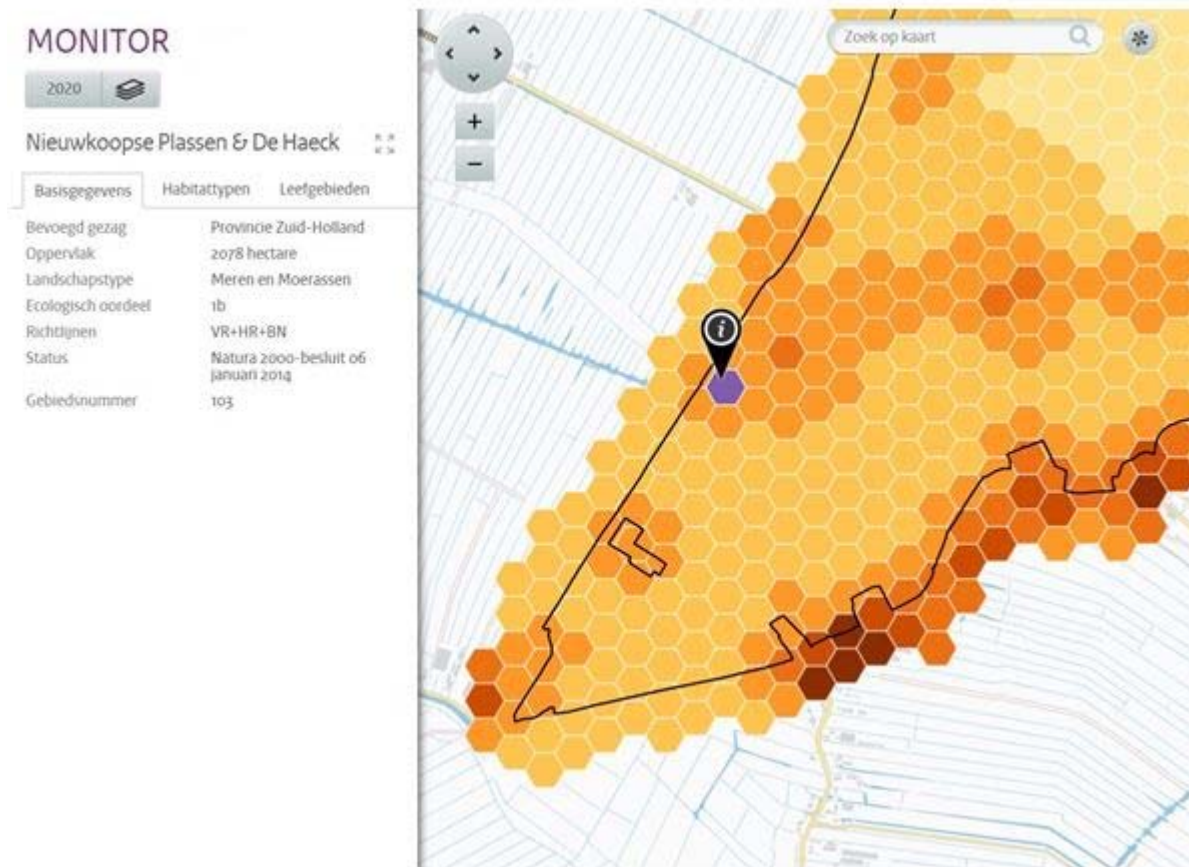 MONITOR
2020
Nieuwkoopse Plassen & De Haeck
Basisgegevens Habitattypen Leefgebieden
Bevoegd gezag Provincie Zuid-Holland
Oppervlak 2078 hectare
Landschapstype Meren en Moerassen
Ecologisch oordeel 1b
Richtlijnen VR+HR+BN
Status Natura 2000-besluit 06
januari 2014
Gebiedsnummer 103
Zoek op kaart
+
−
i